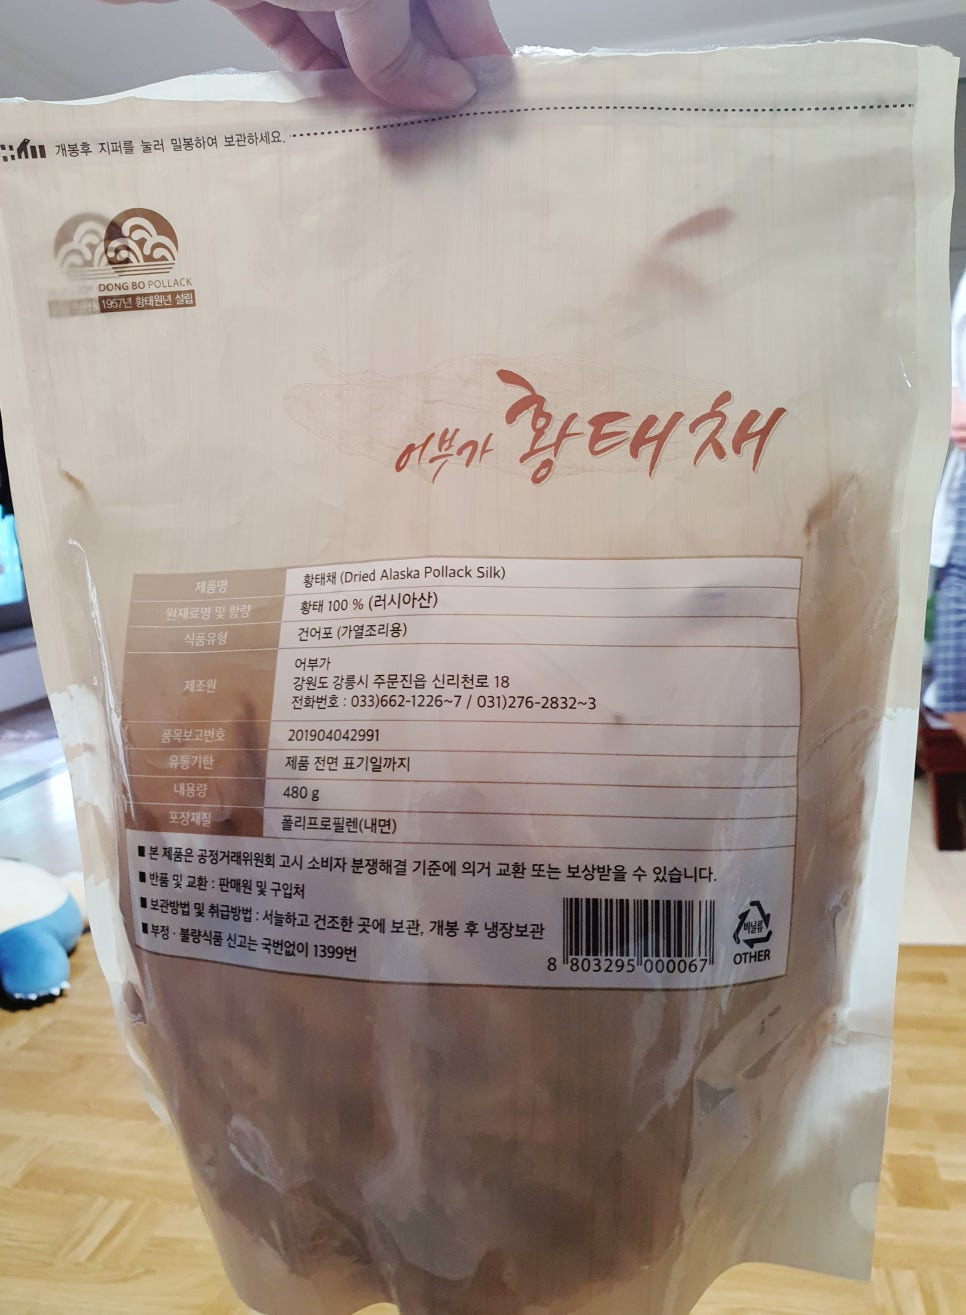 개봉후 지퍼를 눌러 밀봉하여 보관하세요.
DONG BO POLLACK
1957년 황태원년 설립
어부가 황태채
제품명 황태채 (Dried Alaska Pollack Silk)
원재료명 및 함량 황태 100 % (러시아산)
식품유형 건어포 (가열조리용)
제조원 어부가
강원도 강릉시 주문진읍 신리천로 18
전화번호 : 033)662-1226~7 / 031)276-2832~3
품목보고번호 201904042991
유통기한 제품 전면 표기일까지
내용량 480 g
포장재질 폴리프로필렌(내면)
■ 본 제품은 공정거래위원회 고시 소비자 분쟁해결 기준에 의거 교환 또는 보상받을 수 있습니다.
■ 반품 및 교환 : 판매원 및 구입처
■ 보관방법 및 취급방법 : 서늘하고 건조한 곳에 보관, 개봉 후 냉장보관
■ 부정 · 불량식품 신고는 국번없이 1399번
8 803295 000067
비닐류
OTHER